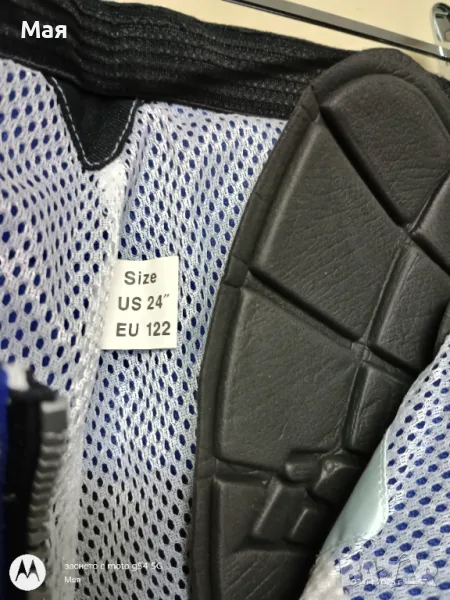 Мая
Size
US 24"
EU 122
заснето с moto g54 5G
Мая